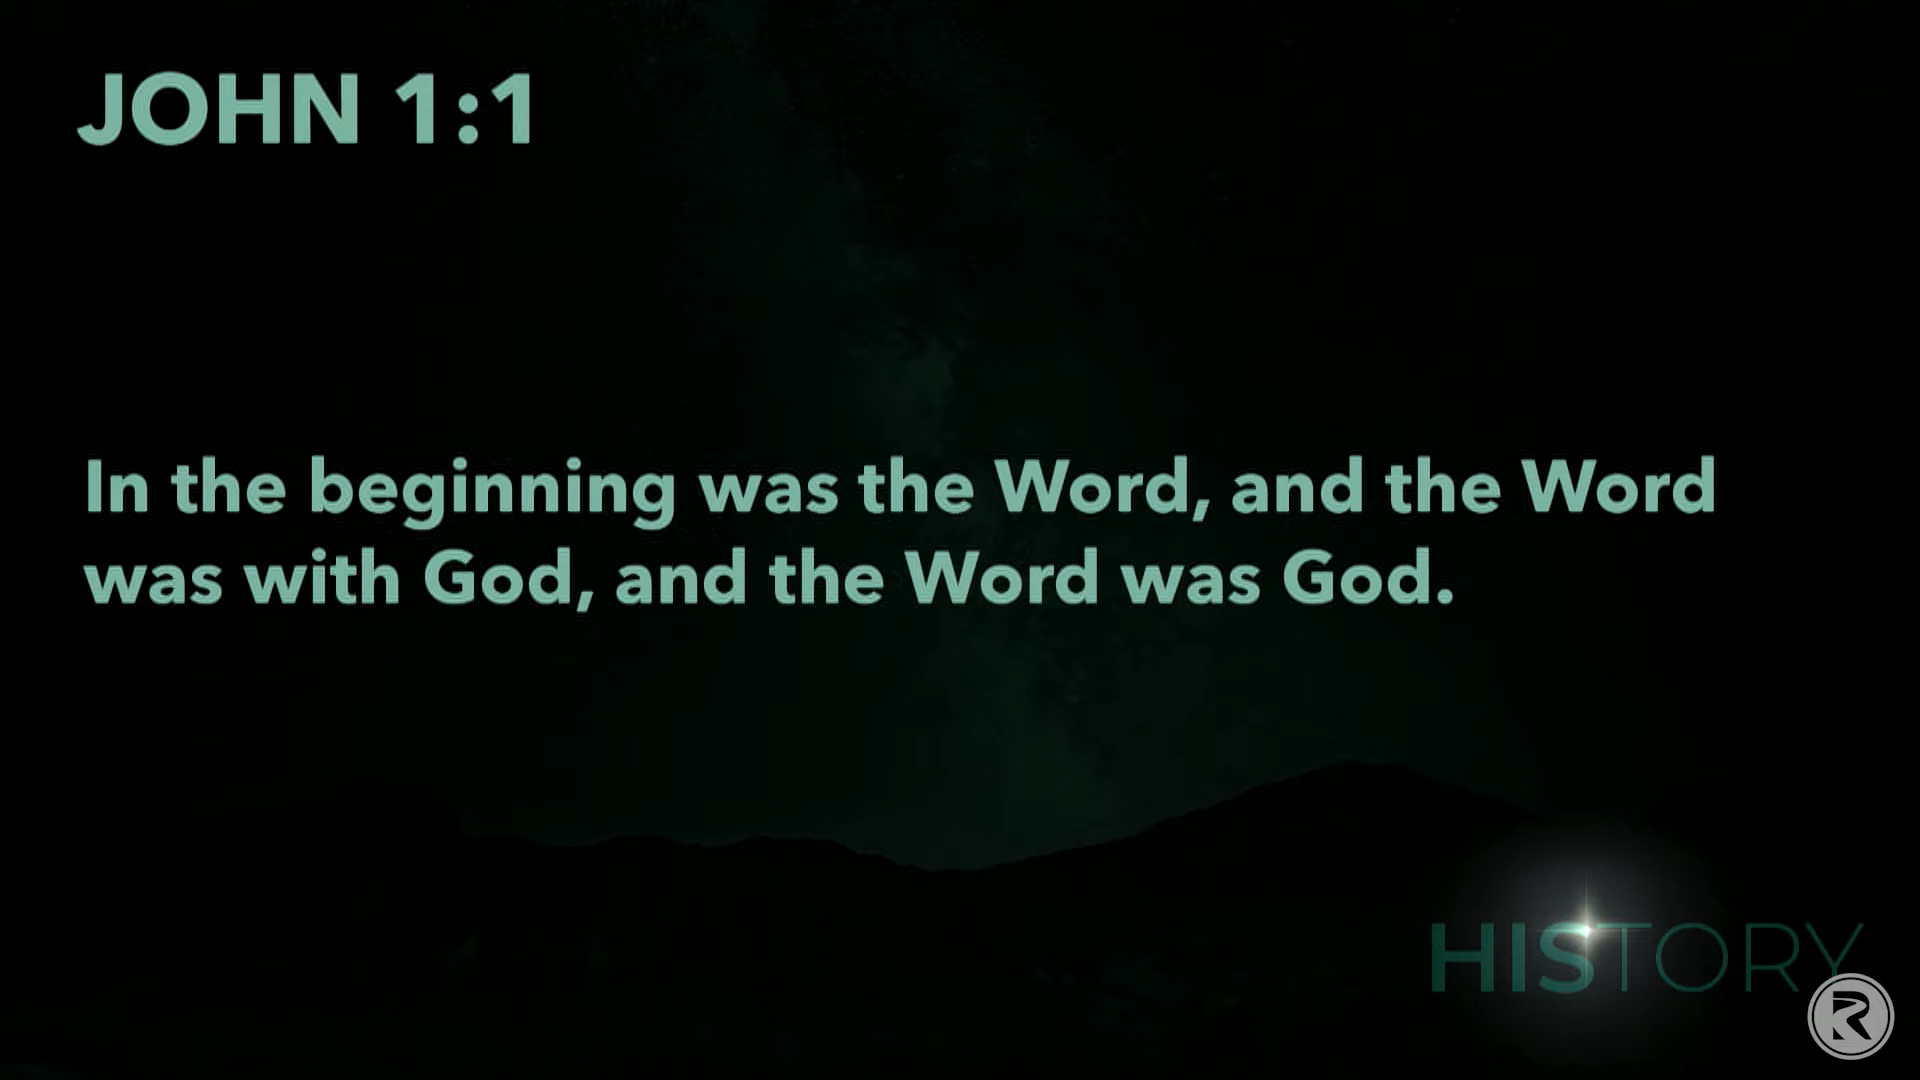 JOHN 1:1
In the beginning was the Word, and the Word
was with God, and the Word was God.
HISTORY
R